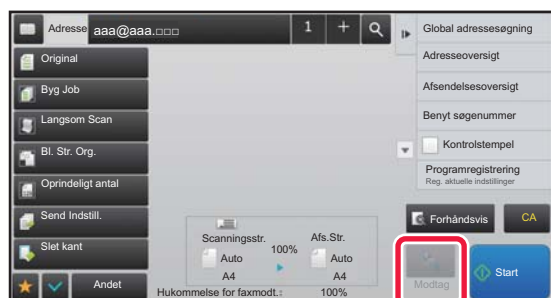 Adresse aaa@aaa.□□□ 1 +
Original
Byg Job
Langsom Scan
Bl. Str. Org.
Oprindeligt antal
Send Indstill.
Slet kant
Andet
Scanningsstr. 100% Afs.Str.
Auto Auto
A4 A4
Hukommelse for faxmodt.: 100%
Global adressesøgning
Adresseoversigt
Afsendelsesoversigt
Benyt søgenummer
Kontrolstempel
Programregistrering
Reg. aktuelle indstillinger
Forhåndsvis CA
Modtag Start